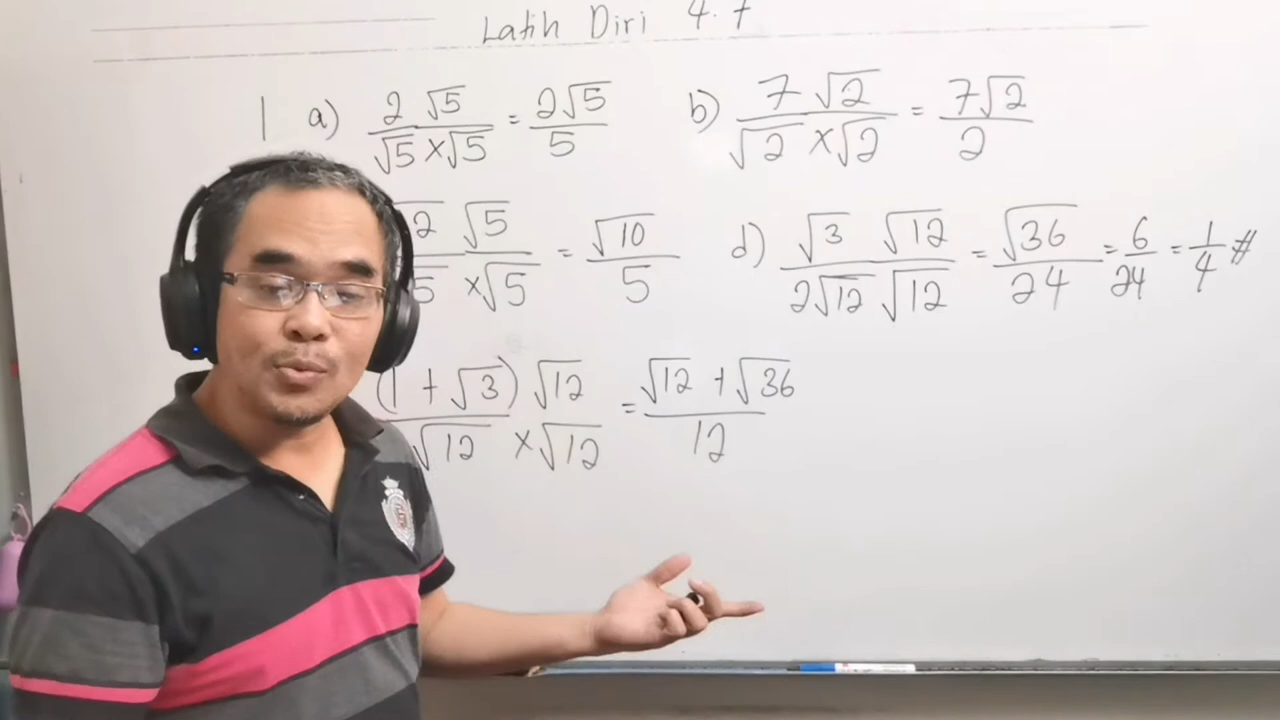 Latih Diri 4.7
1 a) 2 √5 / √5 × √5 = 2√5 / 5 b) 7 √2 / √2 × √2 = 7√2 / 2
2 √5 / 5 × √5 = √10 / 5 d) √3 √12 / 2√12 √12 = √36 / 24 = 6 / 24 = 1 / 4 #
(1 + √3) √12 / √12 × √12 = √12 + √36 / 12